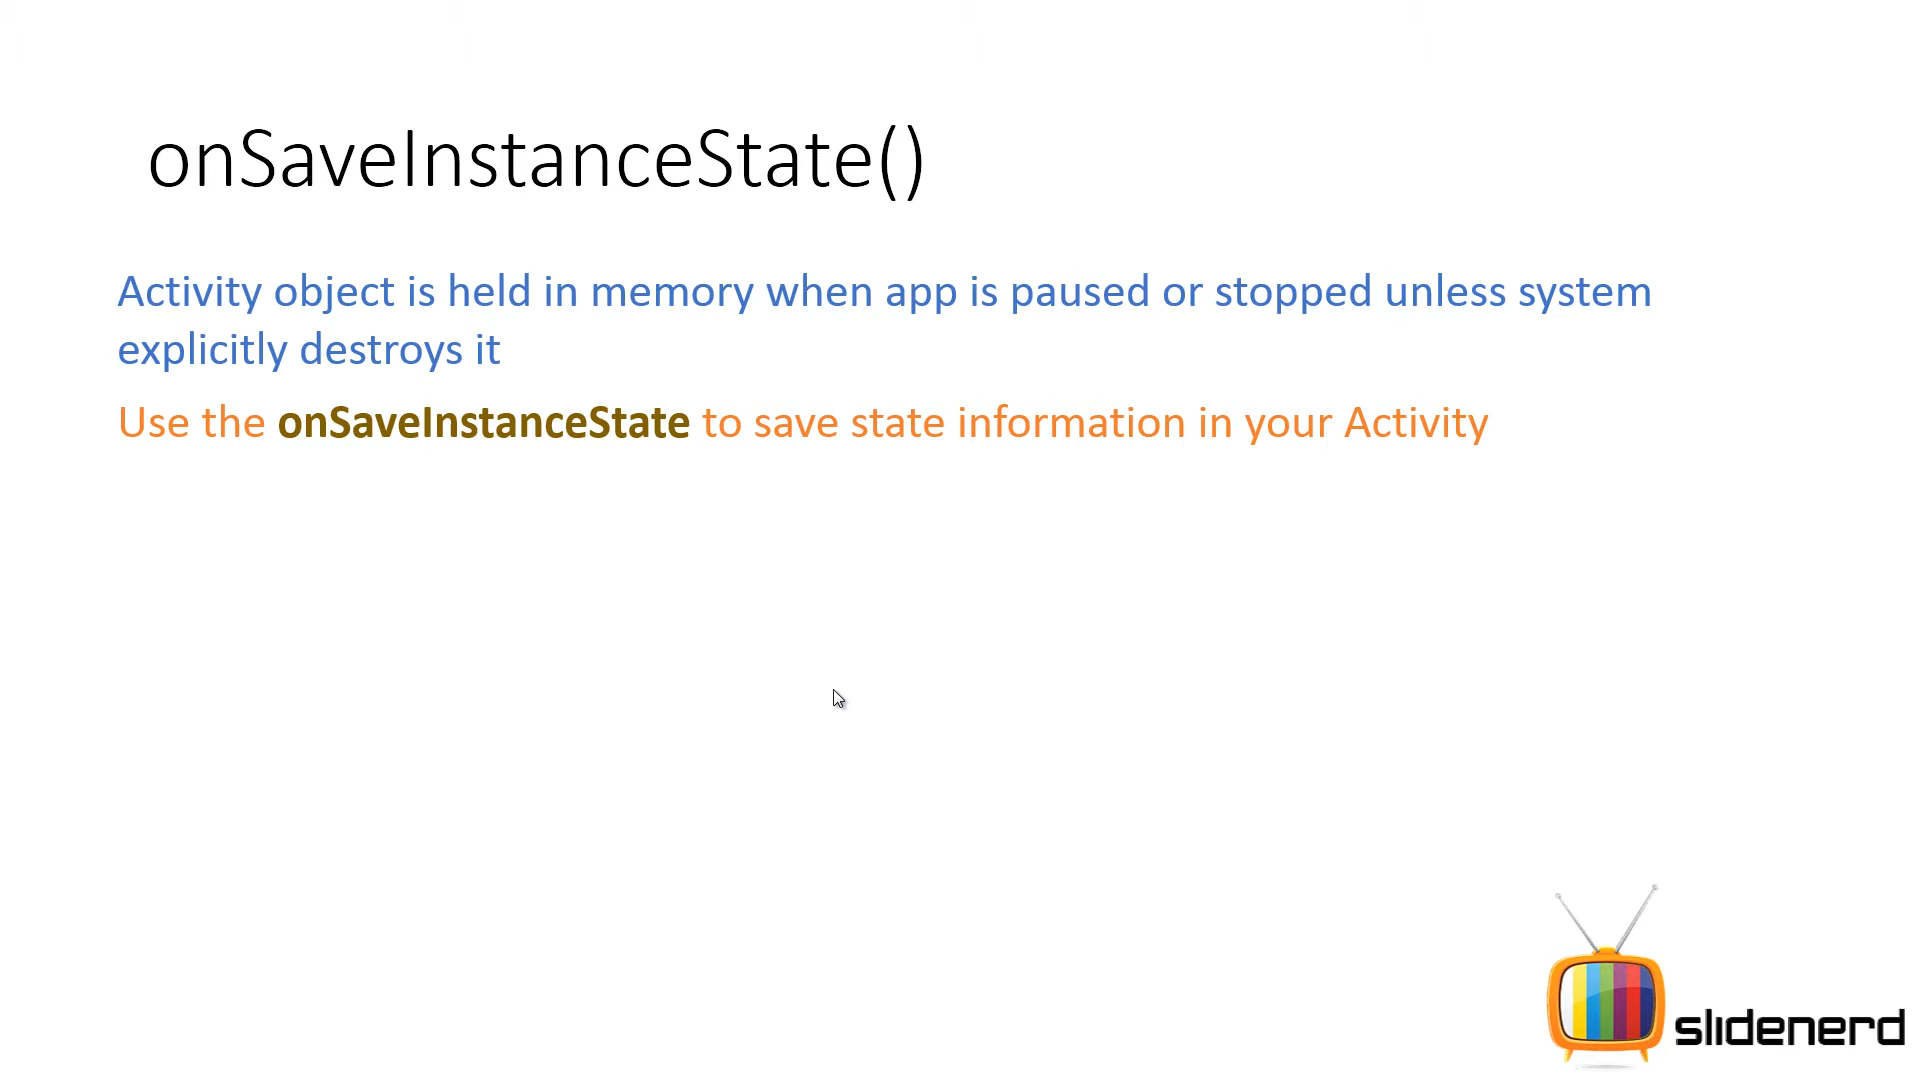 onSaveInstanceState()
Activity object is held in memory when app is paused or stopped unless system
explicitly destroys it
Use the onSaveInstanceState to save state information in your Activity
slidenerd